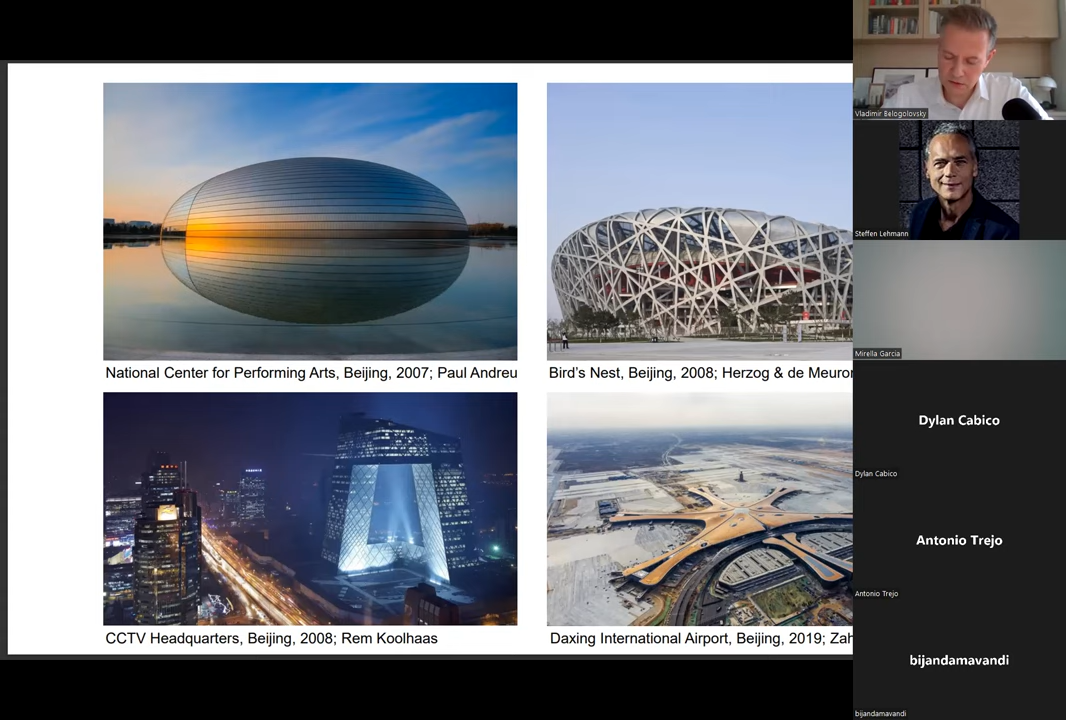 National Center for Performing Arts, Beijing, 2007; Paul Andreu
Bird's Nest, Beijing, 2008; Herzog & de Meuron
CCTV Headquarters, Beijing, 2008; Rem Koolhaas
Daxing International Airport, Beijing, 2019; Zah
Vladimir Belogolovsky
Steffen Lehmann
Mirella Garcia
Dylan Cabico
Dylan Cabico
Antonio Trejo
Antonio Trejo
bijandamavandi
bijandamavandi